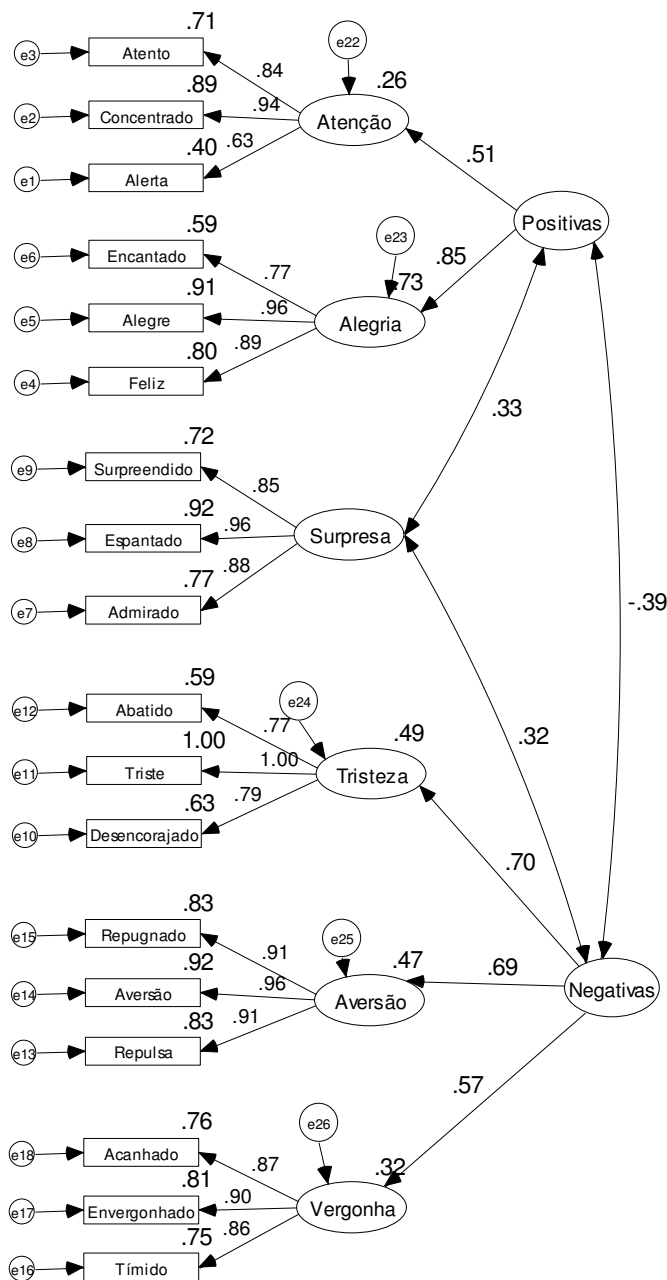 .71
e3
Atento
.84
e22
.26
.89
e2
Concentrado
.94
Atenção
.40
.63
e1
Alerta
.51
Positivas
.59
e6
Encantado
.77
e23
.73
.85
.91
e5
Alegre
.96
Alegria
.80
.89
e4
Feliz
.33
.72
e9
Surpreendido
.85
.92
e8
Espantado
.96
Surpresa
.77
.88
e7
Admirado
-.39
.59
e12
Abatido
.77
e24
.49
.32
1.00
e11
Triste
1.00
Tristeza
.63
.79
e10
Desencorajado
.70
.83
e15
Repugnado
.91
e25
.47
.69
.92
e14
Aversão
.96
Aversão
Negativas
.83
.91
e13
Repulsa
.57
.76
e18
Acanhado
.87
e26
.32
.81
e17
Envergonhado
.90
Vergonha
.75
.86
e16
Tímido